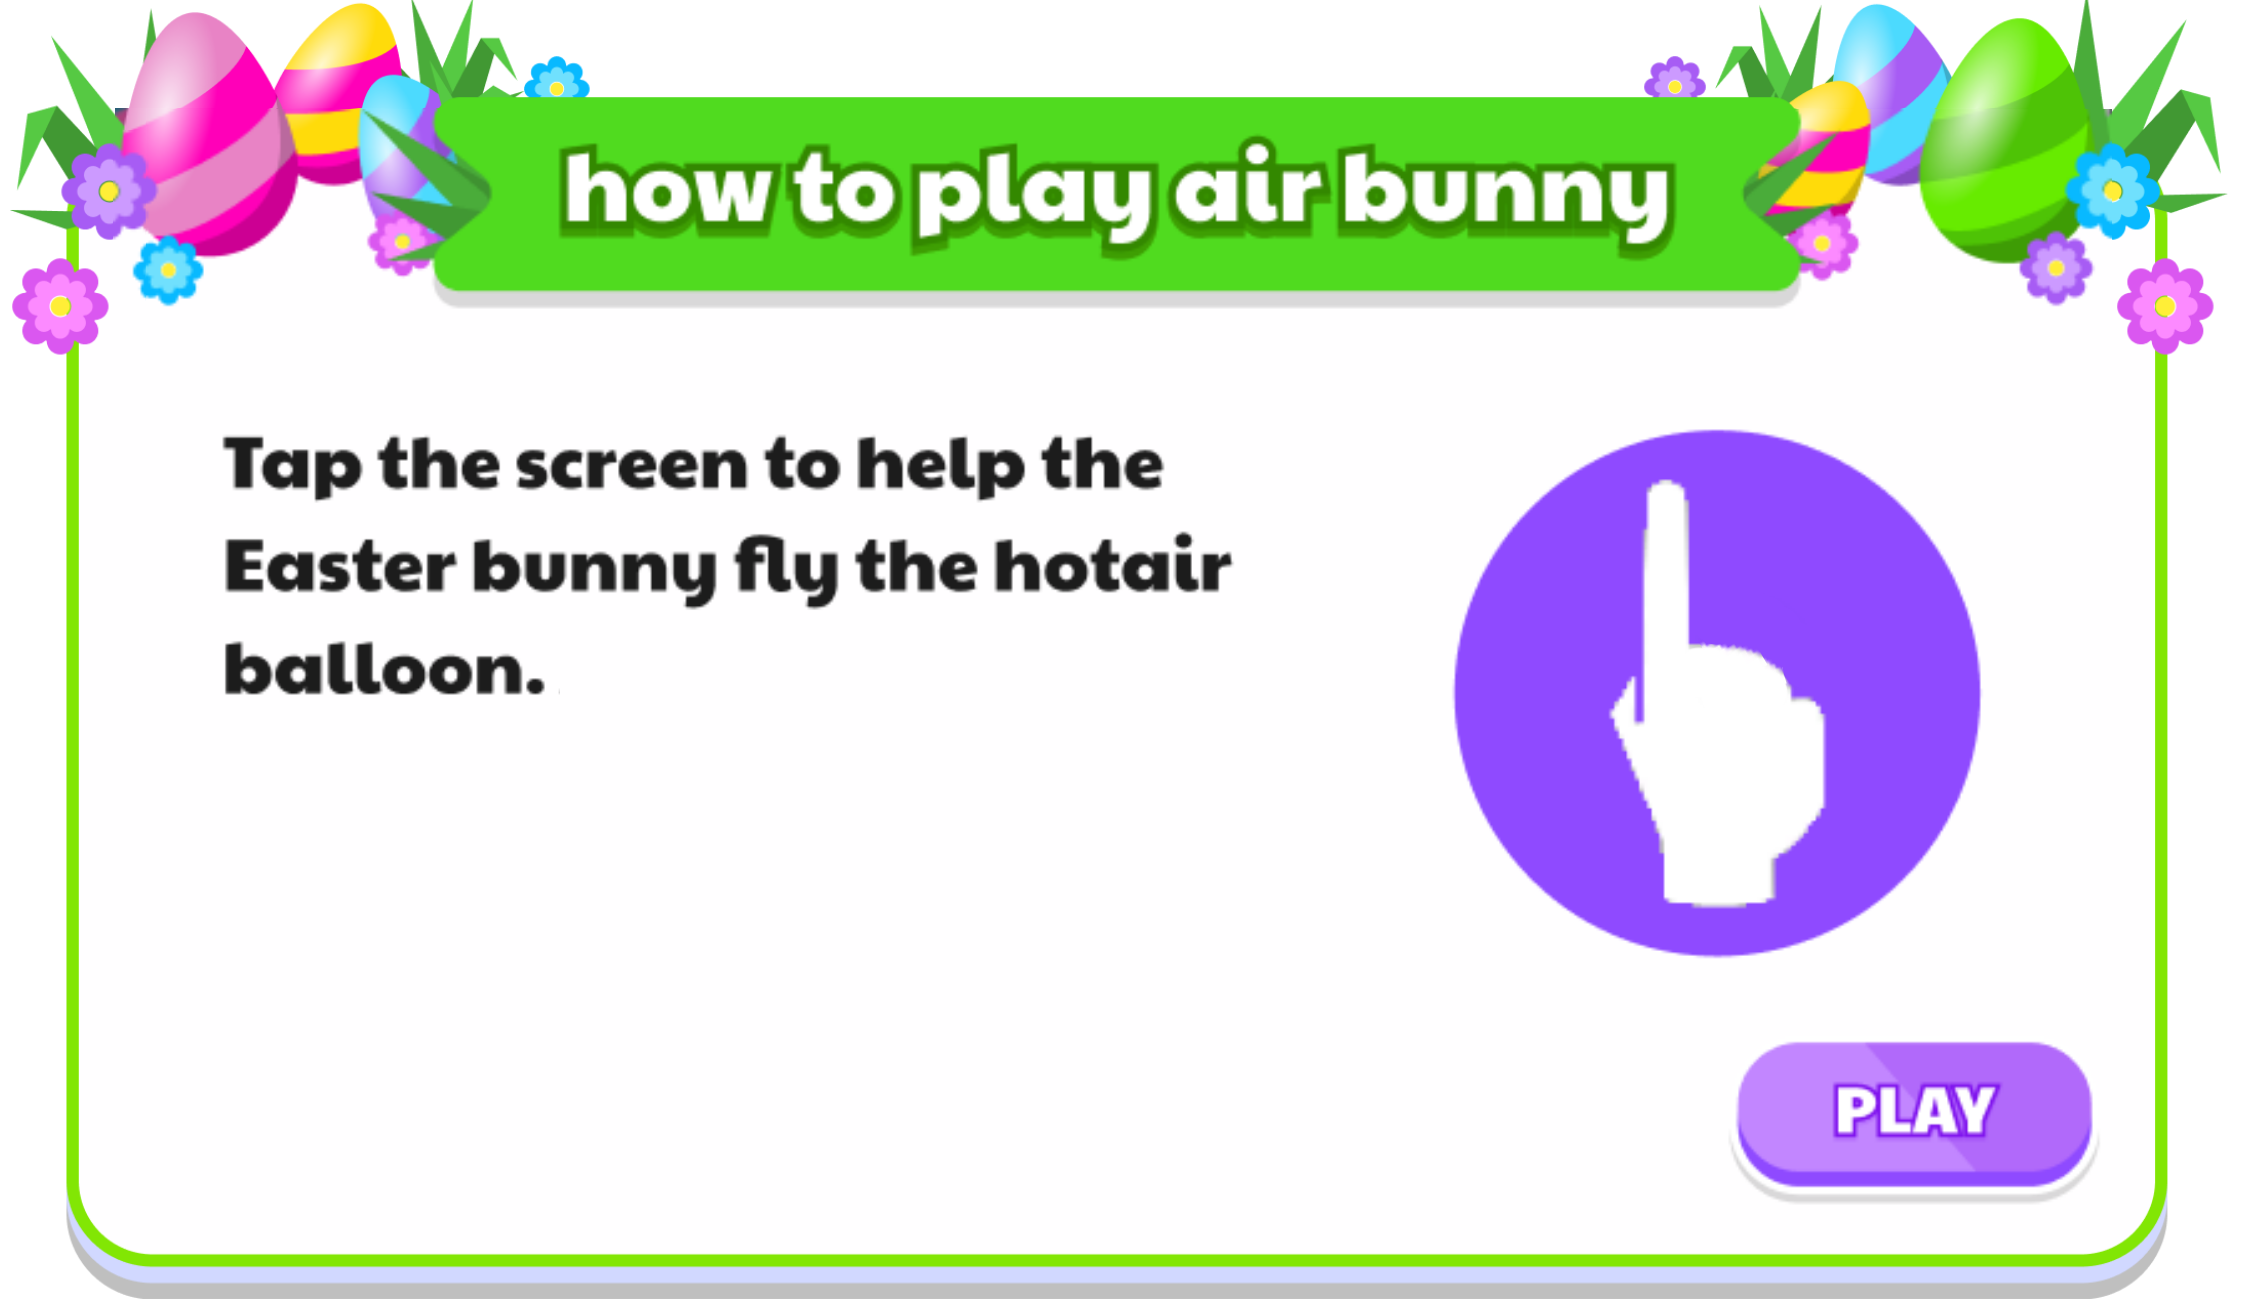 how to play air bunny
Tap the screen to help the
Easter bunny fly the hotair
balloon.
PLAY